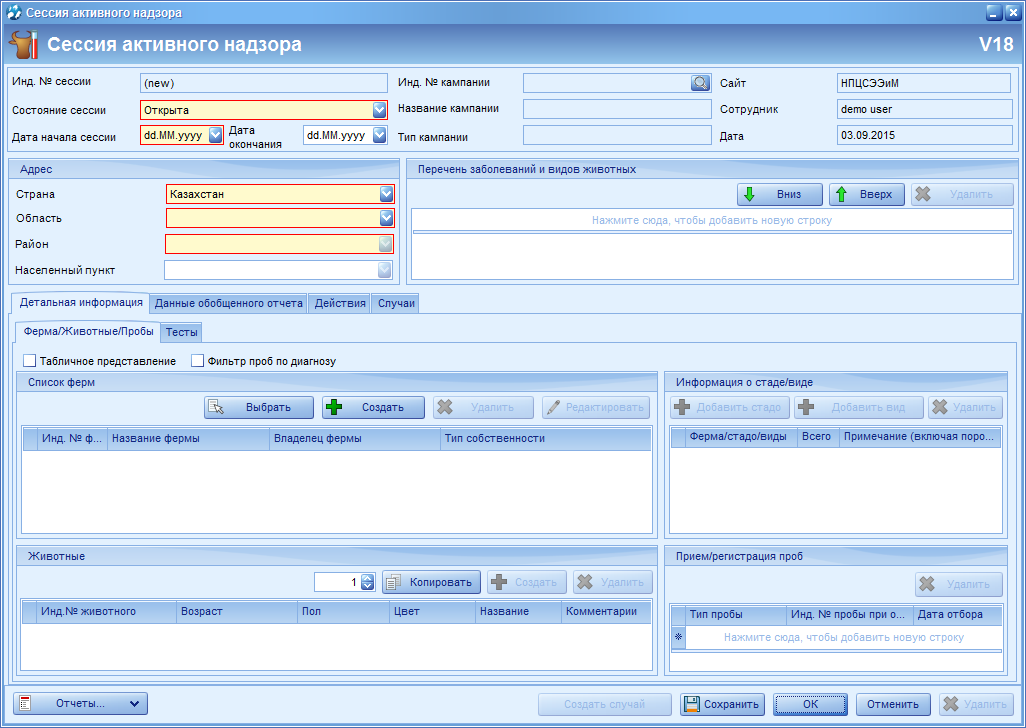 Сессия активного надзора
Сессия активного надзора V18
Инд. № сессии (new) Инд. № кампании Сайт НПЦСЭЭиМ
Состояние сессии Открыта Название кампании Сотрудник demo user
Дата начала сессии dd.MM.yyyy Дата окончания dd.MM.yyyy Тип кампании Дата 03.09.2015
Адрес Перечень заболеваний и видов животных
Страна Казахстан Вниз Вверх Удалить
Область Нажмите сюда, чтобы добавить новую строку
Район
Населенный пункт
Детальная информация Данные обобщенного отчета Действия Случаи
Ферма/Животные/Пробы Тесты
Табличное представление Фильтр проб по диагнозу
Список ферм Информация о стаде/виде
Выбрать Создать Удалить Редактировать Добавить стадо Добавить вид Удалить
Инд. № ф... Название фермы Владелец фермы Тип собственности Ферма/стадо/виды Всего Примечание (включая поро...
Животные Прием/регистрация проб
1 Копировать Создать Удалить Удалить
Инд.№ животного Возраст Пол Цвет Название Комментарии Тип пробы Инд. № пробы при о... Дата отбора
Нажмите сюда, чтобы добавить новую строку
Отчеты... Создать случай Сохранить ОК Отменить Удалить